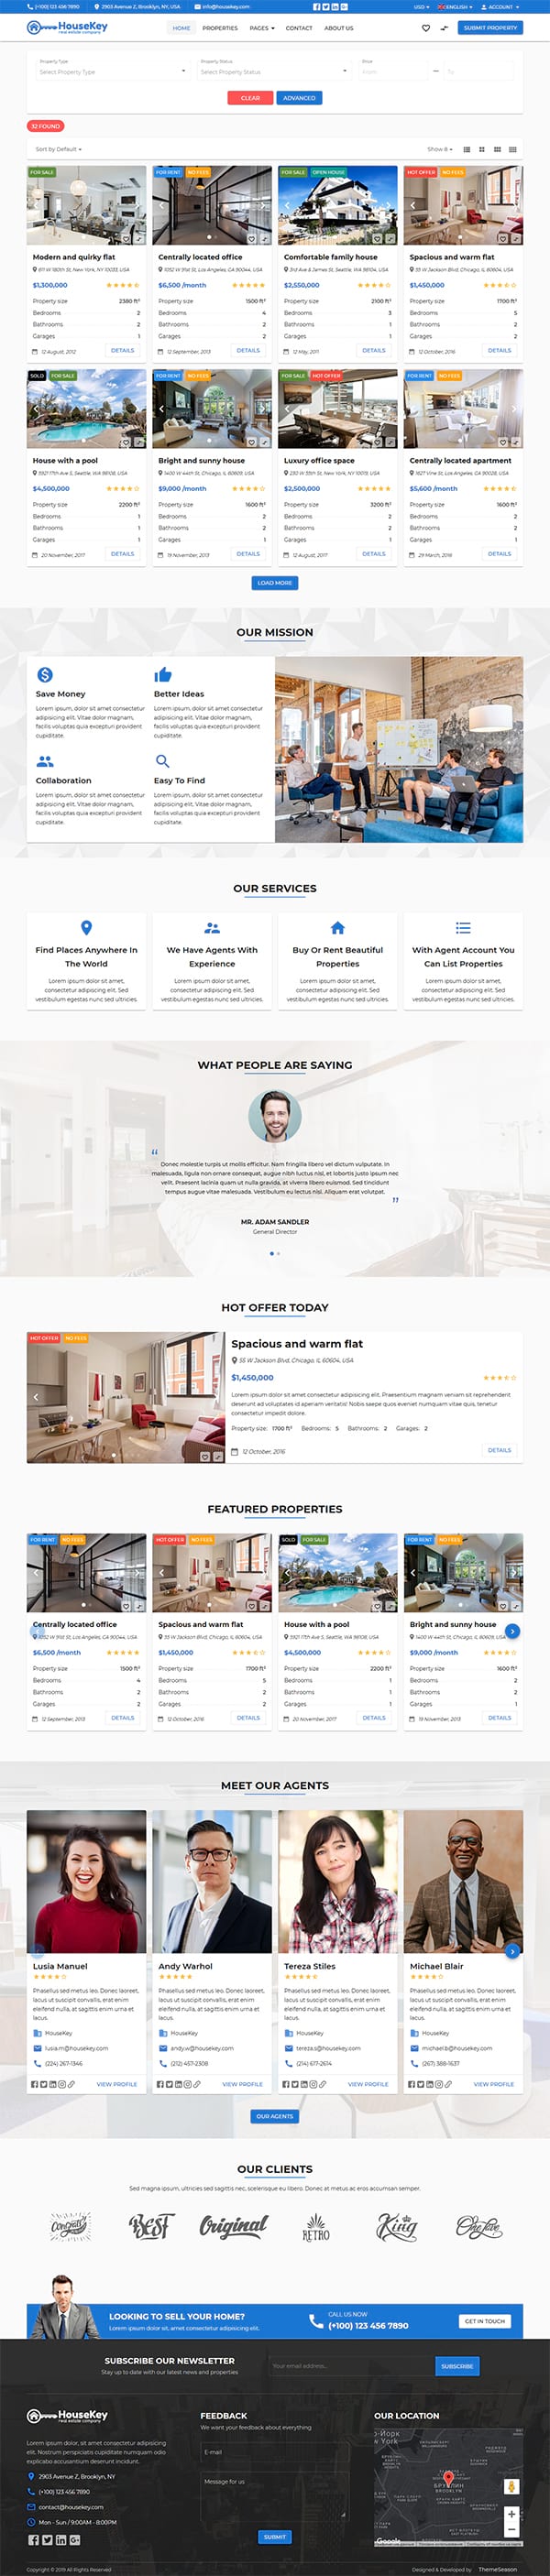 (+100) 123 456 7890 2903 Avenue Z, Brooklyn, NY, USA info@housekey.com USD ENGLISH ACCOUNT
HouseKey
real estate company
HOME PROPERTIES PAGES CONTACT ABOUT US SUBMIT PROPERTY
Property Type Property Status Price
Select Property Type Select Property Status From To
CLEAR ADVANCED
32 FOUND
Sort by Default Show 8
FOR SALE FOR RENT NO FEES FOR SALE OPEN HOUSE HOT OFFER NO FEES
Modern and quirky flat Centrally located office Comfortable family house Spacious and warm flat
611 W 180th St, New York, NY 10033, USA 1052 W 91st St, Los Angeles, CA 90044, USA 3rd Ave & James St, Seattle, WA 98104, USA 55 W Jackson Blvd, Chicago, IL 60604, USA
$1,300,000 $6,500 /month $2,550,000 $1,450,000
Property size 2380 ft² Property size 1500 ft² Property size 2100 ft² Property size 1700 ft²
Bedrooms 2 Bedrooms 4 Bedrooms 3 Bedrooms 5
Bathrooms 2 Bathrooms 2 Bathrooms 1 Bathrooms 2
Garages 1 Garages 2 Garages 1 Garages 2
12 August, 2012 DETAILS 12 September, 2013 DETAILS 12 May, 2011 DETAILS 12 October, 2016 DETAILS
SOLD FOR SALE FOR RENT NO FEES FOR SALE HOT OFFER FOR RENT NO FEES
House with a pool Bright and sunny house Luxury office space Centrally located apartment
5921 17th Ave S, Seattle, WA 98108, USA 1400 W 44th St, Chicago, IL 60609, USA 230 W 55th St, New York, NY 10019, USA 1627 Vine St, Los Angeles, CA 90028, USA
$4,500,000 $9,000 /month $2,500,000 $5,600 /month
Property size 2200 ft² Property size 1600 ft² Property size 3200 ft² Property size 1600 ft²
Bedrooms 1 Bedrooms 2 Bedrooms 2 Bedrooms 2
Bathrooms 1 Bathrooms 2 Bathrooms 2 Bathrooms 2
Garages 1 Garages 1 Garages 1 Garages 1
20 November, 2017 DETAILS 19 November, 2013 DETAILS 12 August, 2017 DETAILS 29 March, 2016 DETAILS
LOAD MORE
OUR MISSION
Save Money Better Ideas
Lorem ipsum, dolor sit amet consectetur Lorem ipsum, dolor sit amet consectetur
adipisicing elit. Vitae dolor magnam, adipisicing elit. Vitae dolor magnam,
facilis voluptas quia excepturi provident facilis voluptas quia excepturi provident
cupiditate. cupiditate.
Collaboration Easy To Find
Lorem ipsum, dolor sit amet consectetur Lorem ipsum, dolor sit amet consectetur
adipisicing elit. Vitae dolor magnam, adipisicing elit. Vitae dolor magnam,
facilis voluptas quia excepturi provident facilis voluptas quia excepturi provident
cupiditate. cupiditate.
OUR SERVICES
Find Places Anywhere In We Have Agents With Buy Or Rent Beautiful With Agent Account You
The World Experience Properties Can List Properties
Lorem ipsum dolor sit amet, Lorem ipsum dolor sit amet, Lorem ipsum dolor sit amet, Lorem ipsum dolor sit amet,
consectetur adipiscing elit. Sed consectetur adipiscing elit. Sed consectetur adipiscing elit. Sed consectetur adipiscing elit. Sed
vestibulum egestas nunc sed ultricies. vestibulum egestas nunc sed ultricies. vestibulum egestas nunc sed ultricies. vestibulum egestas nunc sed ultricies.
WHAT PEOPLE ARE SAYING
“
Donec molestie turpis ut mollis efficitur. Nam fringilla libero vel dictum vulputate. In
malesuada, ligula non ornare consequat, augue nibh luctus nisl, et lobortis justo ipsum nec
velit. Praesent lacinia quam ut nulla gravida, at viverra libero euismod. Sed tincidunt
tempus augue vitae malesuada. Vestibulum eu lectus nisi. Aliquam erat volutpat.
”
MR. ADAM SANDLER
General Director
HOT OFFER TODAY
HOT OFFER NO FEES
Spacious and warm flat
55 W Jackson Blvd, Chicago, IL 60604, USA
$1,450,000
Lorem ipsum dolor sit amet consectetur adipisicing elit. Praesentium magnam veniam sit reprehenderit
deserunt ad voluptates id aperiam veritatis! Nobis saepe quos eveniet numquam vitae quis, tenetur
consectetur impedit dolore.
Property size: 1700 ft² Bedrooms: 5 Bathrooms: 2 Garages: 2
12 October, 2016 DETAILS
FEATURED PROPERTIES
FOR RENT NO FEES HOT OFFER NO FEES SOLD FOR SALE FOR RENT NO FEES
Centrally located office Spacious and warm flat House with a pool Bright and sunny house
1052 W 91st St, Los Angeles, CA 90044, USA 55 W Jackson Blvd, Chicago, IL 60604, USA 5921 17th Ave S, Seattle, WA 98108, USA 1400 W 44th St, Chicago, IL 60609, USA
$6,500 /month $1,450,000 $4,500,000 $9,000 /month
Property size 1500 ft² Property size 1700 ft² Property size 2200 ft² Property size 1600 ft²
Bedrooms 4 Bedrooms 5 Bedrooms 1 Bedrooms 2
Bathrooms 2 Bathrooms 2 Bathrooms 1 Bathrooms 2
Garages 2 Garages 2 Garages 1 Garages 1
12 September, 2013 DETAILS 12 October, 2016 DETAILS 20 November, 2017 DETAILS 19 November, 2013 DETAILS
MEET OUR AGENTS
Lusia Manuel Andy Warhol Tereza Stiles Michael Blair
Phasellus sed metus leo. Donec laoreet, Phasellus sed metus leo. Donec laoreet, Phasellus sed metus leo. Donec laoreet, Phasellus sed metus leo. Donec laoreet,
lacus ut suscipit convallis, erat enim lacus ut suscipit convallis, erat enim lacus ut suscipit convallis, erat enim lacus ut suscipit convallis, erat enim
eleifend nulla, at sagittis enim urna et eleifend nulla, at sagittis enim urna et eleifend nulla, at sagittis enim urna et eleifend nulla, at sagittis enim urna et
lacus. lacus. lacus. lacus.
HouseKey HouseKey HouseKey HouseKey
lusia.m@housekey.com andy.w@housekey.com tereza.s@housekey.com michael.b@housekey.com
(224) 267-1346 (212) 457-2308 (214) 617-2614 (267) 388-1637
VIEW PROFILE VIEW PROFILE VIEW PROFILE VIEW PROFILE
OUR AGENTS
OUR CLIENTS
Sed magna ipsum, ultricies sed sagittis nec, scelerisque eu libero. Donec at metus ac eros accumsan semper.
Congrats BEST Original RETRO King One Love
LOOKING TO SELL YOUR HOME? CALL US NOW
Lorem ipsum dolor sit, amet consectetur adipisicing elit. (+100) 123 456 7890 GET IN TOUCH
SUBSCRIBE OUR NEWSLETTER
Stay up to date with our latest news and properties
Your email address... SUBSCRIBE
HouseKey
real estate company
Lorem ipsum dolor sit, amet consectetur adipisicing
elit. Nostrum perspiciatis cupiditate numquam odio
explicabo accusantium deserunt incidunt.
2903 Avenue Z, Brooklyn, NY
(+100) 123 456 7890
contact@housekey.com
Mon - Sun / 9:00AM - 8:00PM
FEEDBACK
We want your feedback about everything
E-mail
Message for us
SUBMIT
OUR LOCATION
Google
Copyright © 2019 All Rights Reserved Designed & Developed by ThemeSeason